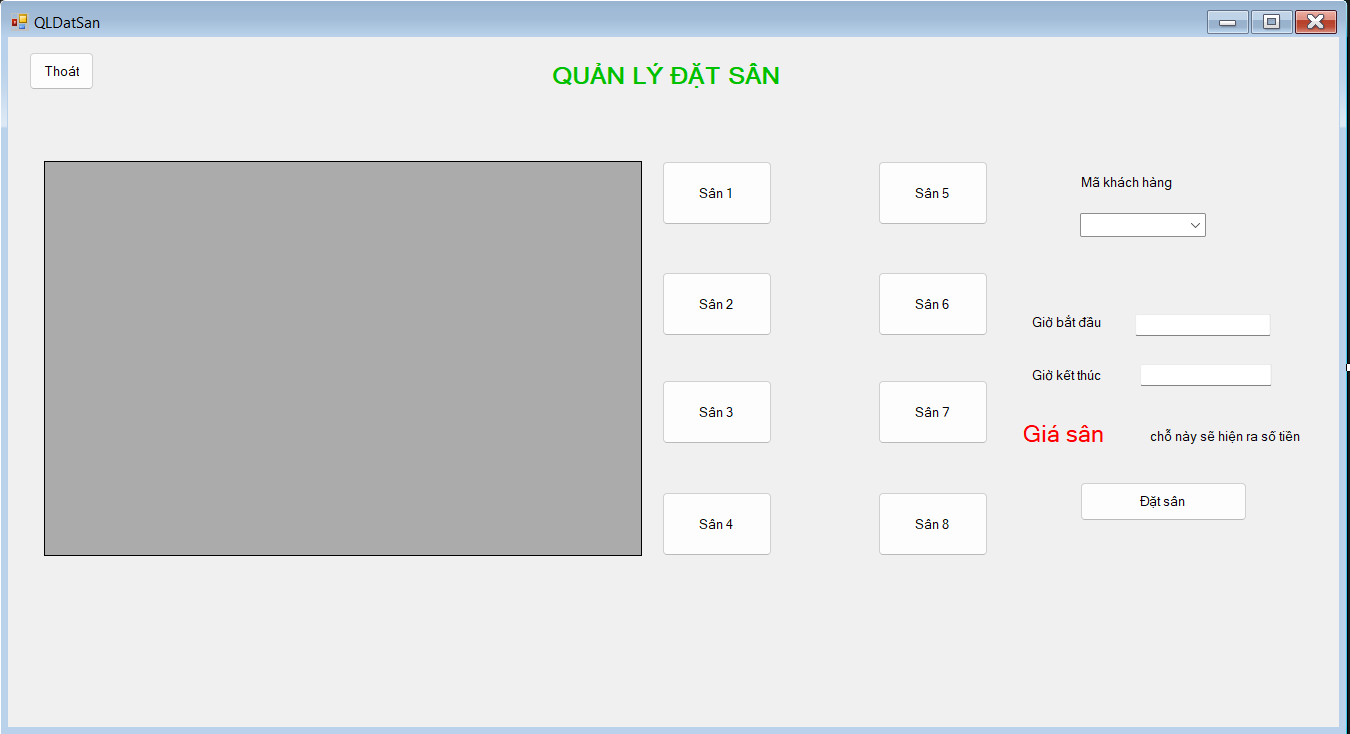 QLDatSan
Thoát
QUẢN LÝ ĐẶT SÂN
Sân 1
Sân 5
Mã khách hàng
Sân 2
Sân 6
Giờ bắt đầu
Giờ kết thúc
Sân 3
Sân 7
Giá sân
chỗ này sẽ hiện ra số tiền
Đặt sân
Sân 4
Sân 8